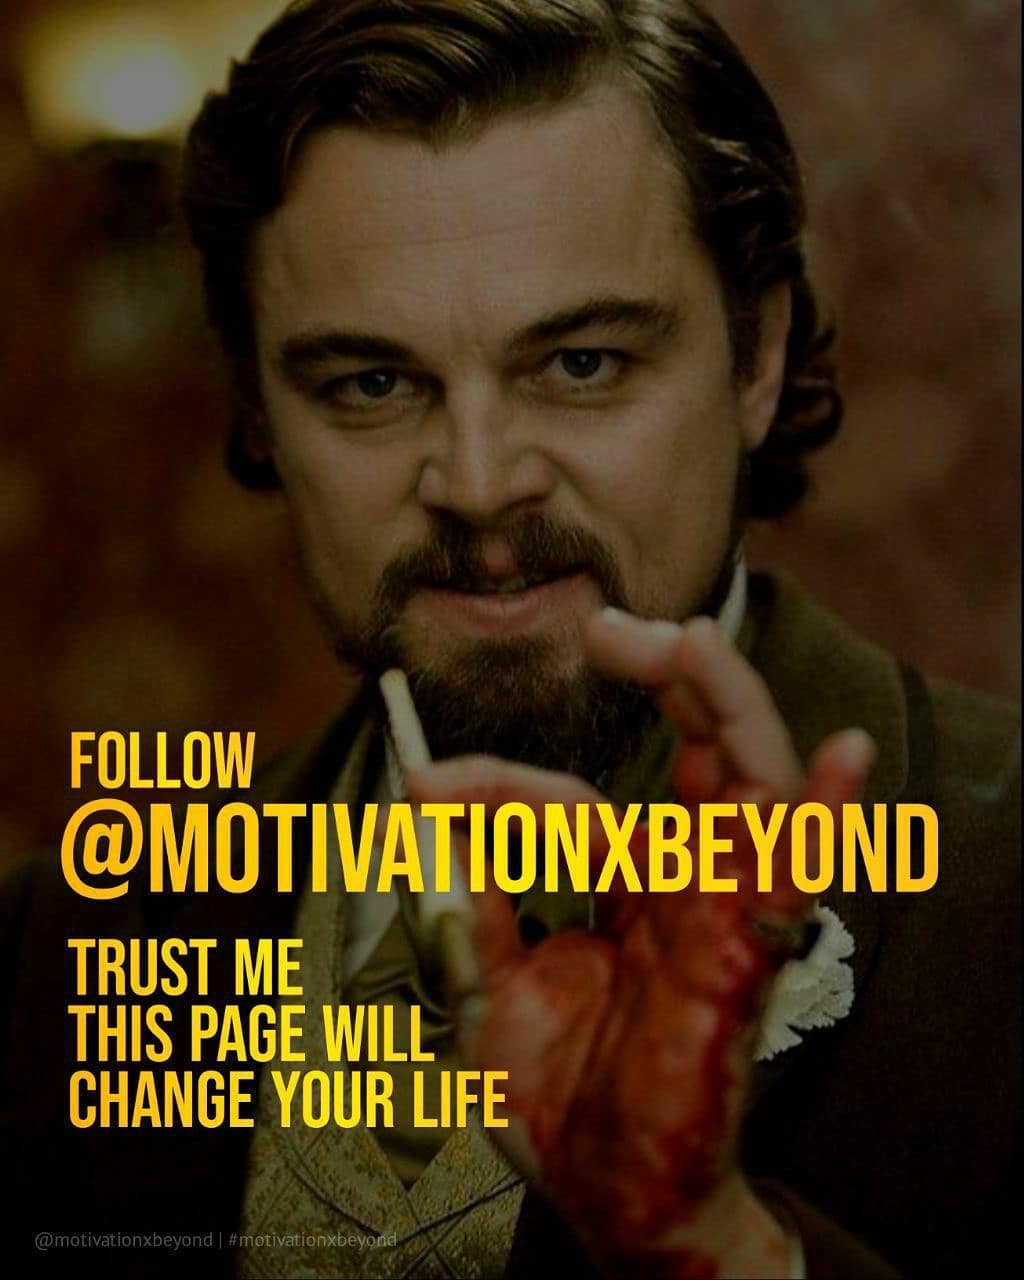 FOLLOW
@MOTIVATIONXBEYOND
TRUST ME
THIS PAGE WILL
CHANGE YOUR LIFE
@motivationxbeyond | #motivationxbeyond